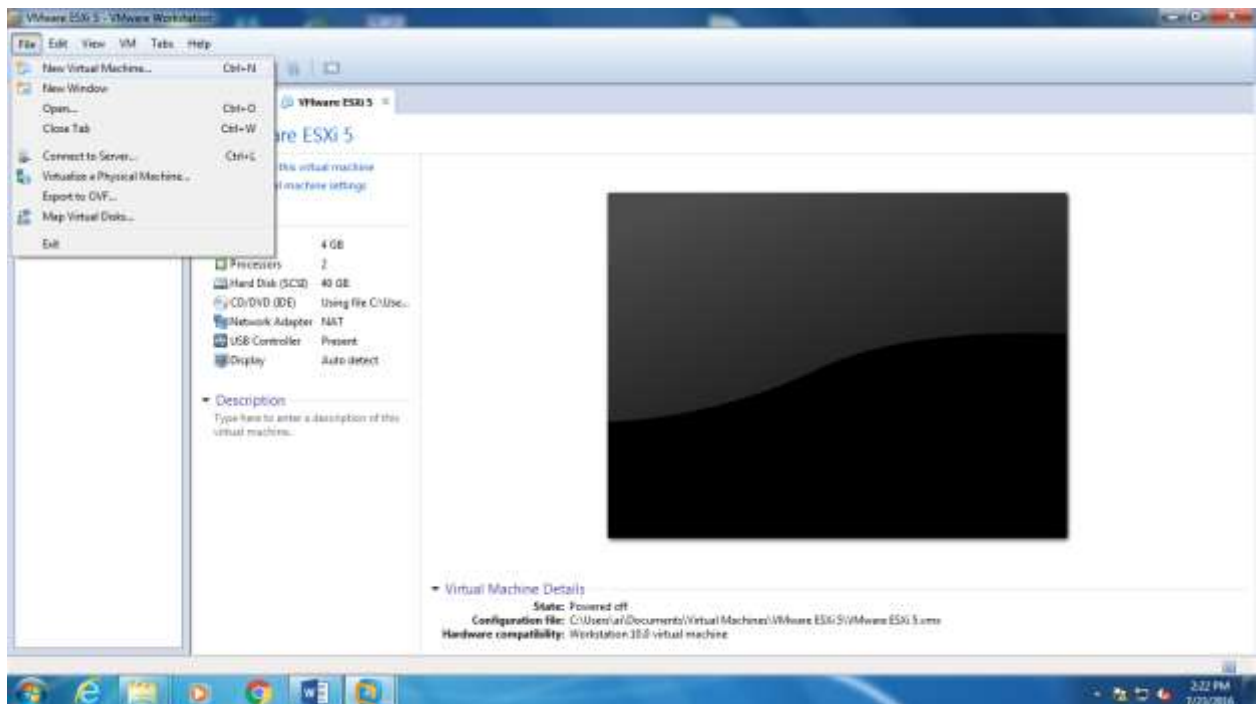 VMware ESXi 5 - VMware Workstation
File Edit View VM Tabs Help
New Virtual Machine... Ctrl+N
New Window
Open... Ctrl+O
Close Tab Ctrl+W
Connect to Server... Ctrl+L
Virtualize a Physical Machine...
Export to OVF...
Map Virtual Disks...
Exit
VMware ESXi 5
are ESXi 5
this virtual machine
machine settings
4 GB
Processors 2
Hard Disk (SCSI) 40 GB
CD/DVD (IDE) Using file C:\Use...
Network Adapter NAT
USB Controller Present
Display Auto detect
Description
Type here to enter a description of this
virtual machine.
Virtual Machine Details
State: Powered off
Configuration file: C:\Users\ai\Documents\Virtual Machines\VMware ESXi 5\VMware ESXi 5.vmx
Hardware compatibility: Workstation 10.0 virtual machine
2:22 PM
7/23/2016